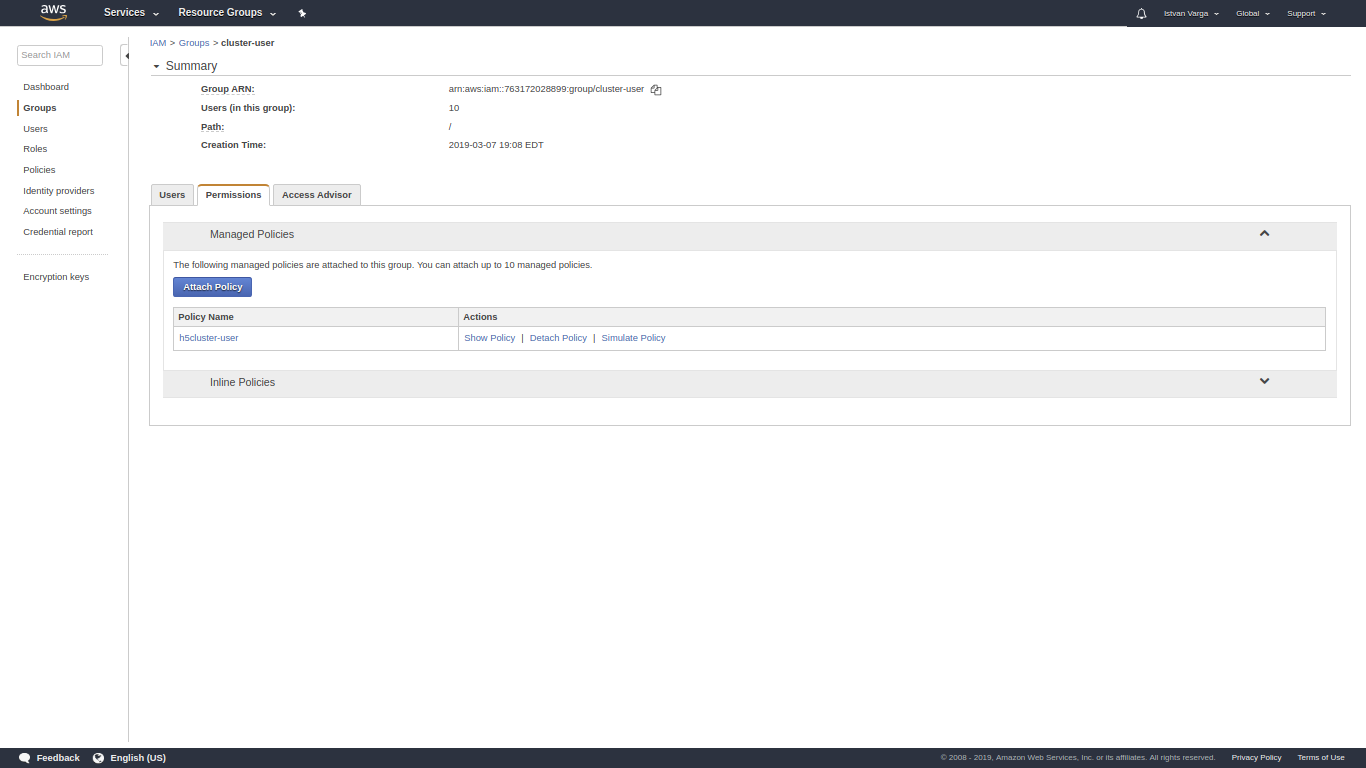 aws Services Resource Groups Istvan Varga Global Support
Search IAM
Dashboard
Groups
Users
Roles
Policies
Identity providers
Account settings
Credential report
Encryption keys
IAM > Groups > cluster-user
Summary
Group ARN: arn:aws:iam::763172028899:group/cluster-user
Users (in this group): 10
Path: /
Creation Time: 2019-03-07 19:08 EDT
Users Permissions Access Advisor
Managed Policies
The following managed policies are attached to this group. You can attach up to 10 managed policies.
Attach Policy
Policy Name Actions
h5cluster-user Show Policy | Detach Policy | Simulate Policy
Inline Policies
Feedback English (US) © 2008 - 2019, Amazon Web Services, Inc. or its affiliates. All rights reserved. Privacy Policy Terms of Use